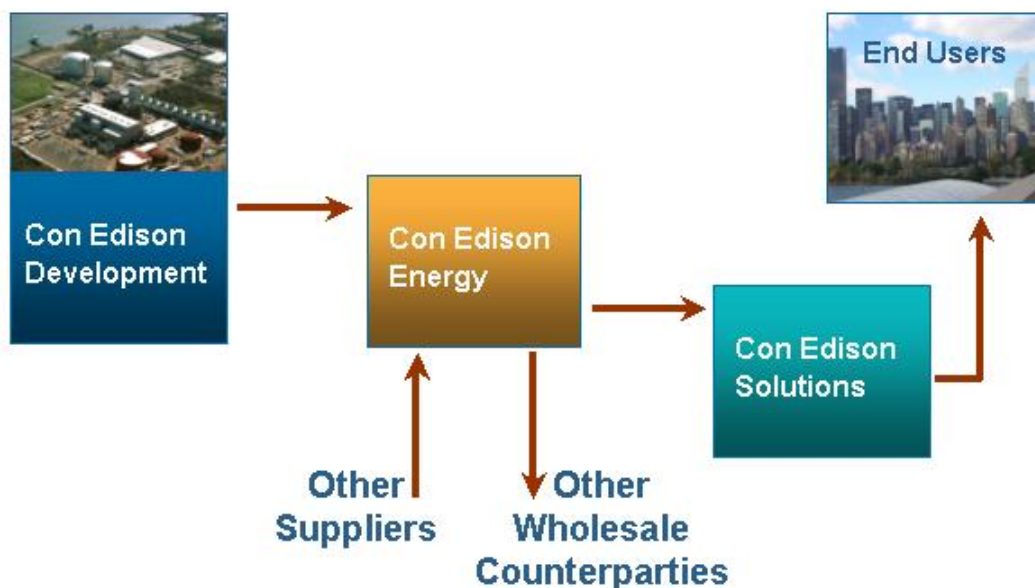 End Users
Con Edison
Development
Con Edison
Energy
Con Edison
Solutions
Other
Suppliers
Other
Wholesale
Counterparties